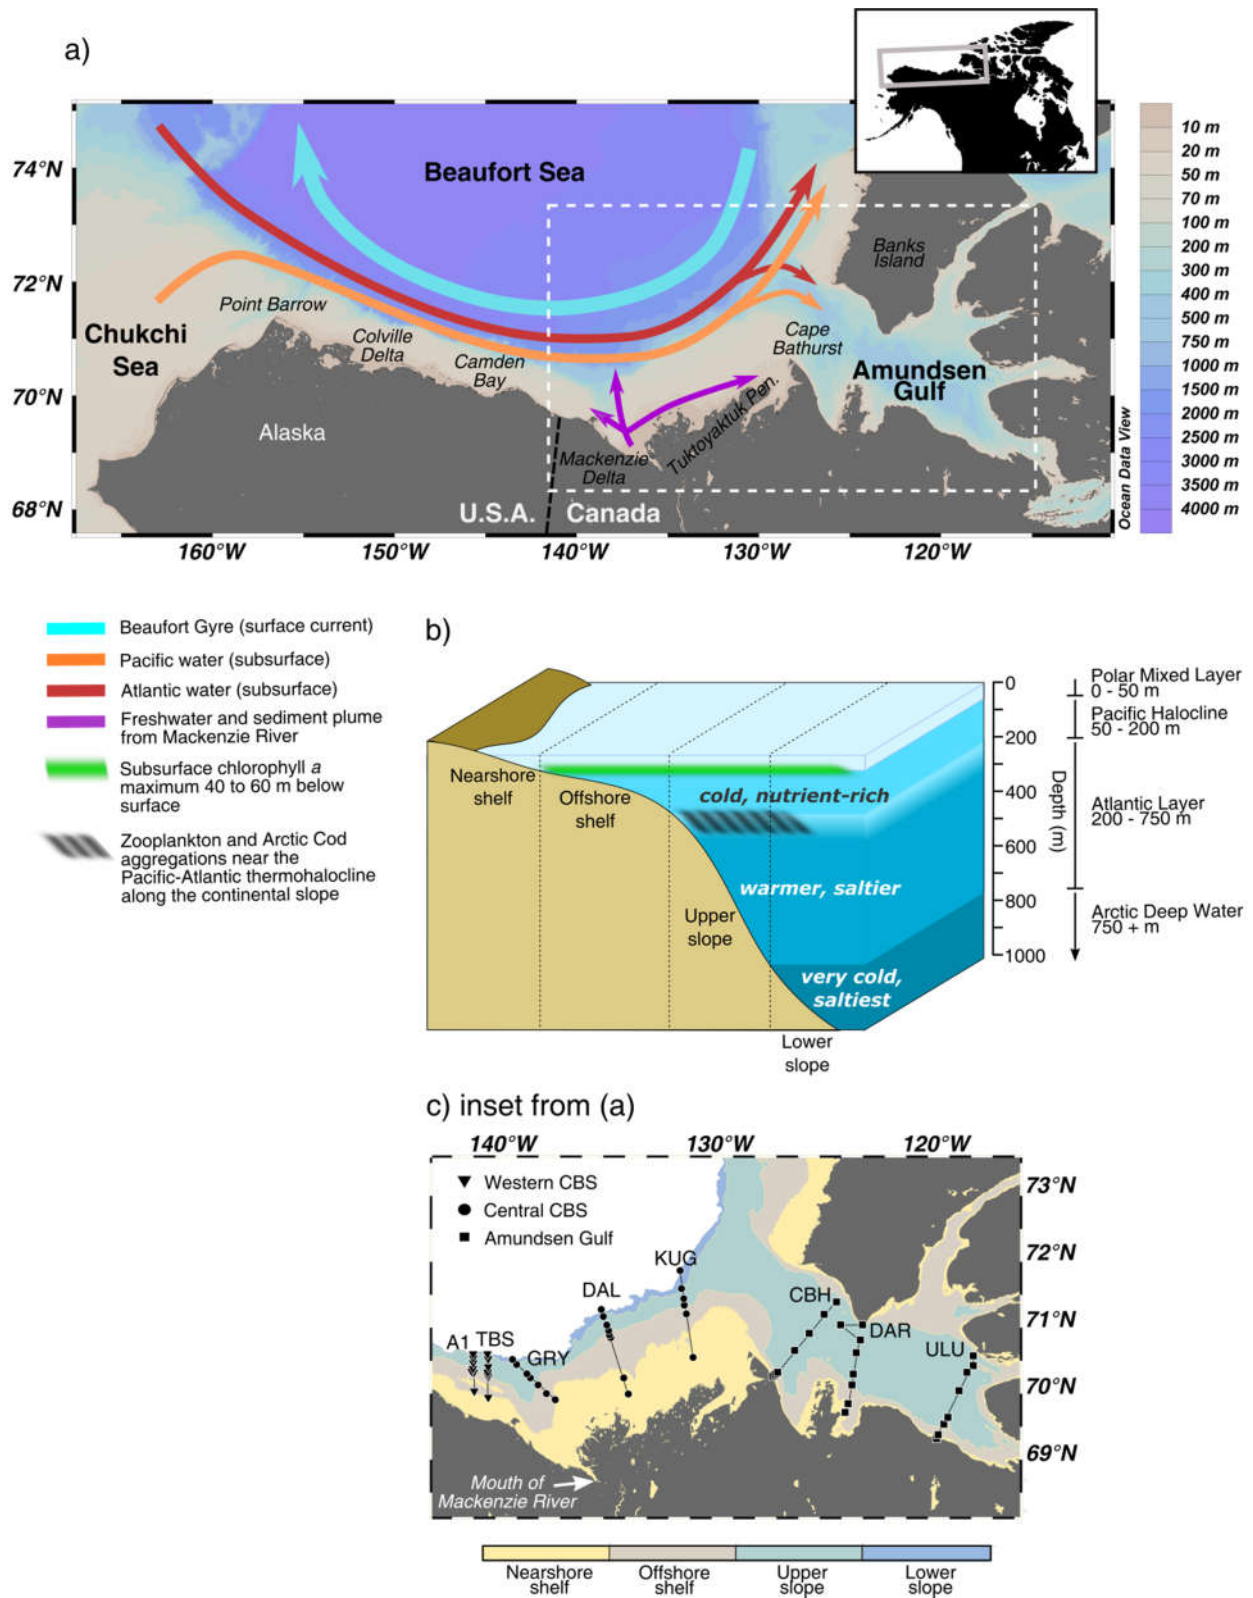 a)
Beaufort Sea
74°N
72°N
70°N
68°N
Banks
Island
Point Barrow
Chukchi
Sea
Colville
Delta
Camden
Bay
Cape
Bathurst
Amundsen
Gulf
Alaska
Mackenzie
Delta
Tuktoyaktuk Pen.
U.S.A.
Canada
160°W
150°W
140°W
130°W
120°W
Ocean Data View
10 m
20 m
50 m
70 m
100 m
200 m
300 m
400 m
500 m
750 m
1000 m
1500 m
2000 m
2500 m
3000 m
3500 m
4000 m
Beaufort Gyre (surface current)
Pacific water (subsurface)
Atlantic water (subsurface)
Freshwater and sediment plume
from Mackenzie River
Subsurface chlorophyll a
maximum 40 to 60 m below
surface
Zooplankton and Arctic Cod
aggregations near the
Pacific-Atlantic thermohalocline
along the continental slope
b)
Nearshore
shelf
Offshore
shelf
Upper
slope
Lower
slope
cold, nutrient-rich
warmer, saltier
very cold,
saltiest
0
200
400
600
800
1000
Depth (m)
Polar Mixed Layer
0 - 50 m
Pacific Halocline
50 - 200 m
Atlantic Layer
200 - 750 m
Arctic Deep Water
750 + m
c) inset from (a)
140°W
130°W
120°W
Western CBS
Central CBS
Amundsen Gulf
73°N
72°N
71°N
70°N
69°N
KUG
DAL
CBH
DAR
A1
TBS
GRY
ULU
Mouth of
Mackenzie River
Nearshore
shelf
Offshore
shelf
Upper
slope
Lower
slope